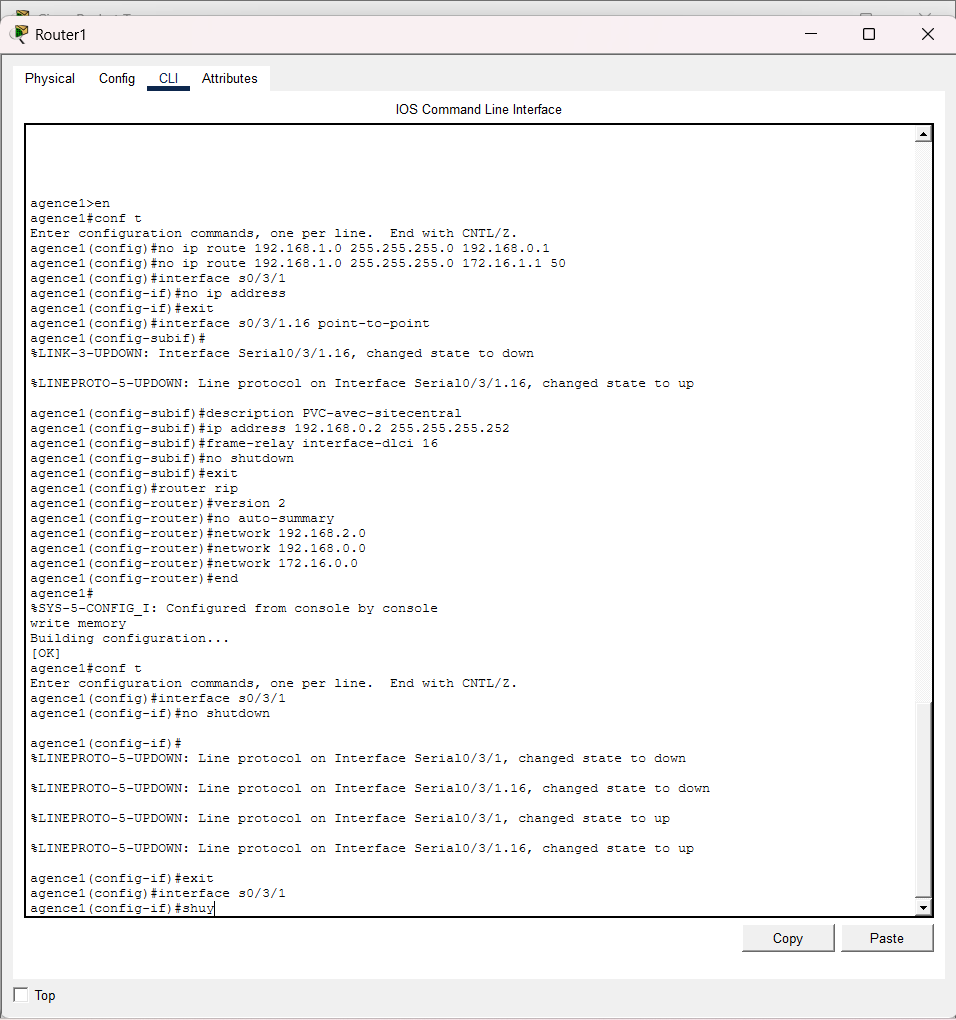 Router1
Physical Config CLI Attributes
IOS Command Line Interface
agence1>en
agence1#conf t
Enter configuration commands, one per line.  End with CNTL/Z.
agence1(config)#no ip route 192.168.1.0 255.255.255.0 192.168.0.1
agence1(config)#no ip route 192.168.1.0 255.255.255.0 172.16.1.1 50
agence1(config)#interface s0/3/1
agence1(config-if)#no ip address
agence1(config-if)#exit
agence1(config)#interface s0/3/1.16 point-to-point
agence1(config-subif)#
%LINK-3-UPDOWN: Interface Serial0/3/1.16, changed state to down
%LINEPROTO-5-UPDOWN: Line protocol on Interface Serial0/3/1.16, changed state to up
agence1(config-subif)#description PVC-avec-sitecentral
agence1(config-subif)#ip address 192.168.0.2 255.255.255.252
agence1(config-subif)#frame-relay interface-dlci 16
agence1(config-subif)#no shutdown
agence1(config-subif)#exit
agence1(config)#router rip
agence1(config-router)#version 2
agence1(config-router)#no auto-summary
agence1(config-router)#network 192.168.2.0
agence1(config-router)#network 192.168.0.0
agence1(config-router)#network 172.16.0.0
agence1(config-router)#end
agence1#
%SYS-5-CONFIG_I: Configured from console by console
write memory
Building configuration...
[OK]
agence1#conf t
Enter configuration commands, one per line.  End with CNTL/Z.
agence1(config)#interface s0/3/1
agence1(config-if)#no shutdown
agence1(config-if)#
%LINEPROTO-5-UPDOWN: Line protocol on Interface Serial0/3/1, changed state to down
%LINEPROTO-5-UPDOWN: Line protocol on Interface Serial0/3/1.16, changed state to down
%LINEPROTO-5-UPDOWN: Line protocol on Interface Serial0/3/1, changed state to up
%LINEPROTO-5-UPDOWN: Line protocol on Interface Serial0/3/1.16, changed state to up
agence1(config-if)#exit
agence1(config)#interface s0/3/1
agence1(config-if)#shuy
Copy Paste
Top